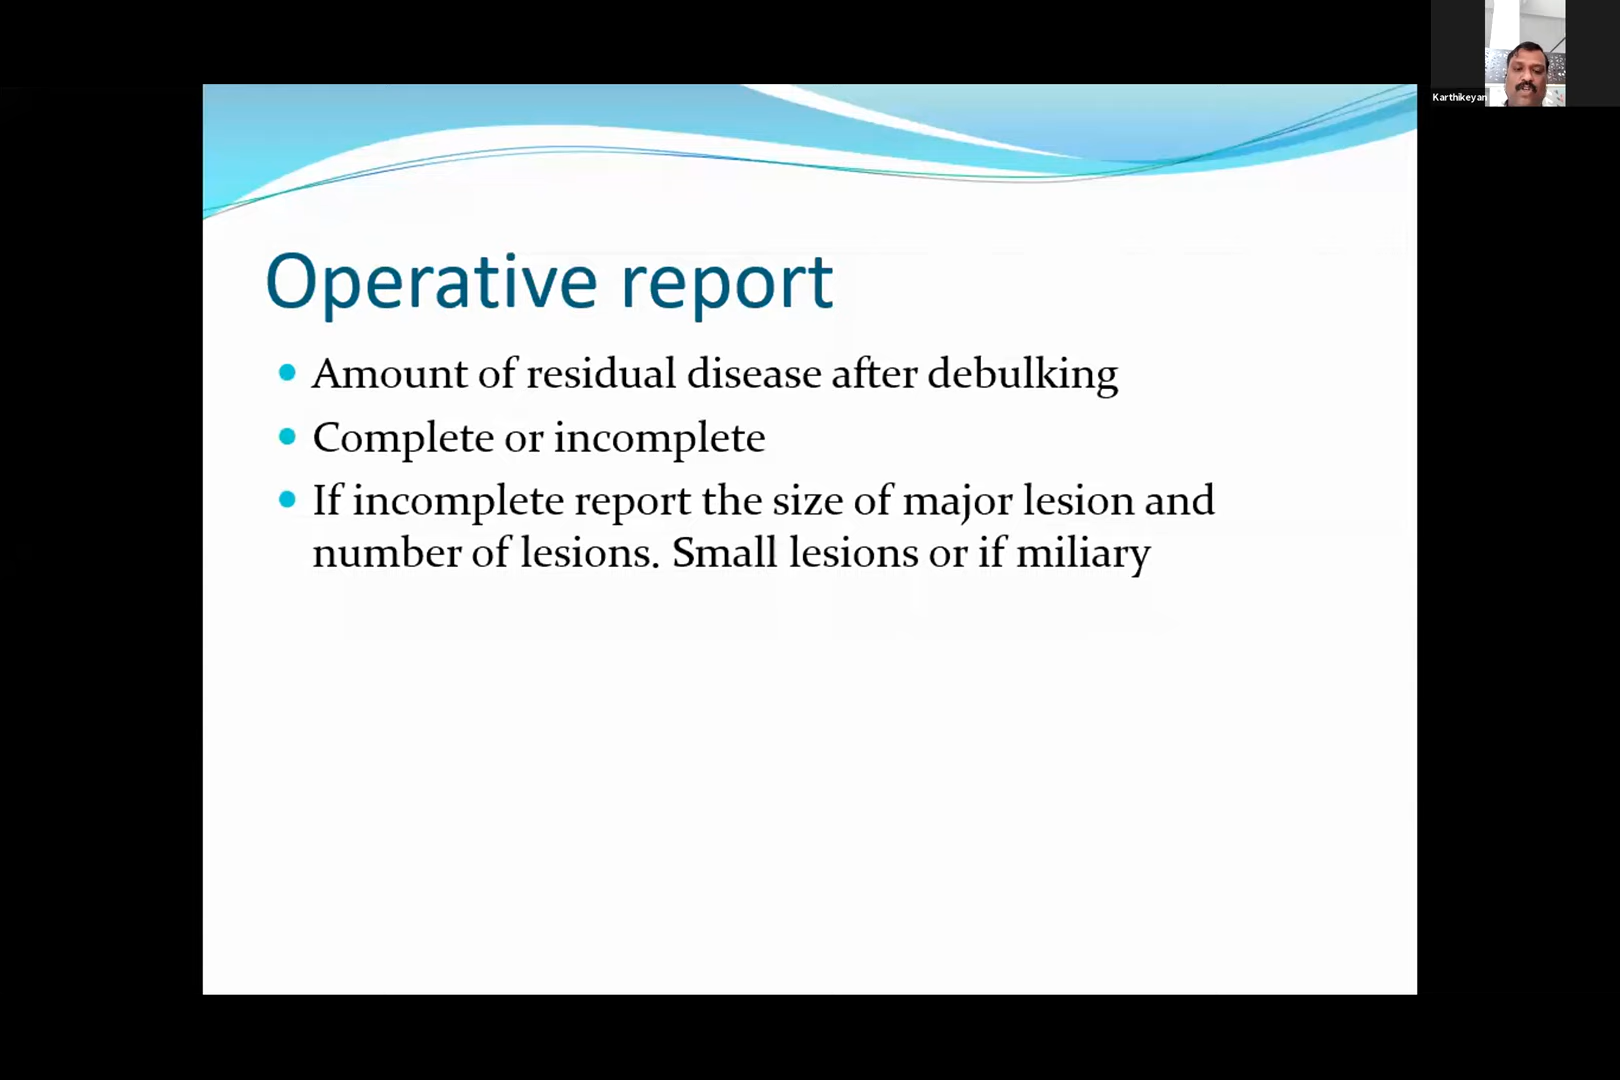 Karthikeyan
Operative report
Amount of residual disease after debulking
Complete or incomplete
If incomplete report the size of major lesion and
number of lesions. Small lesions or if miliary